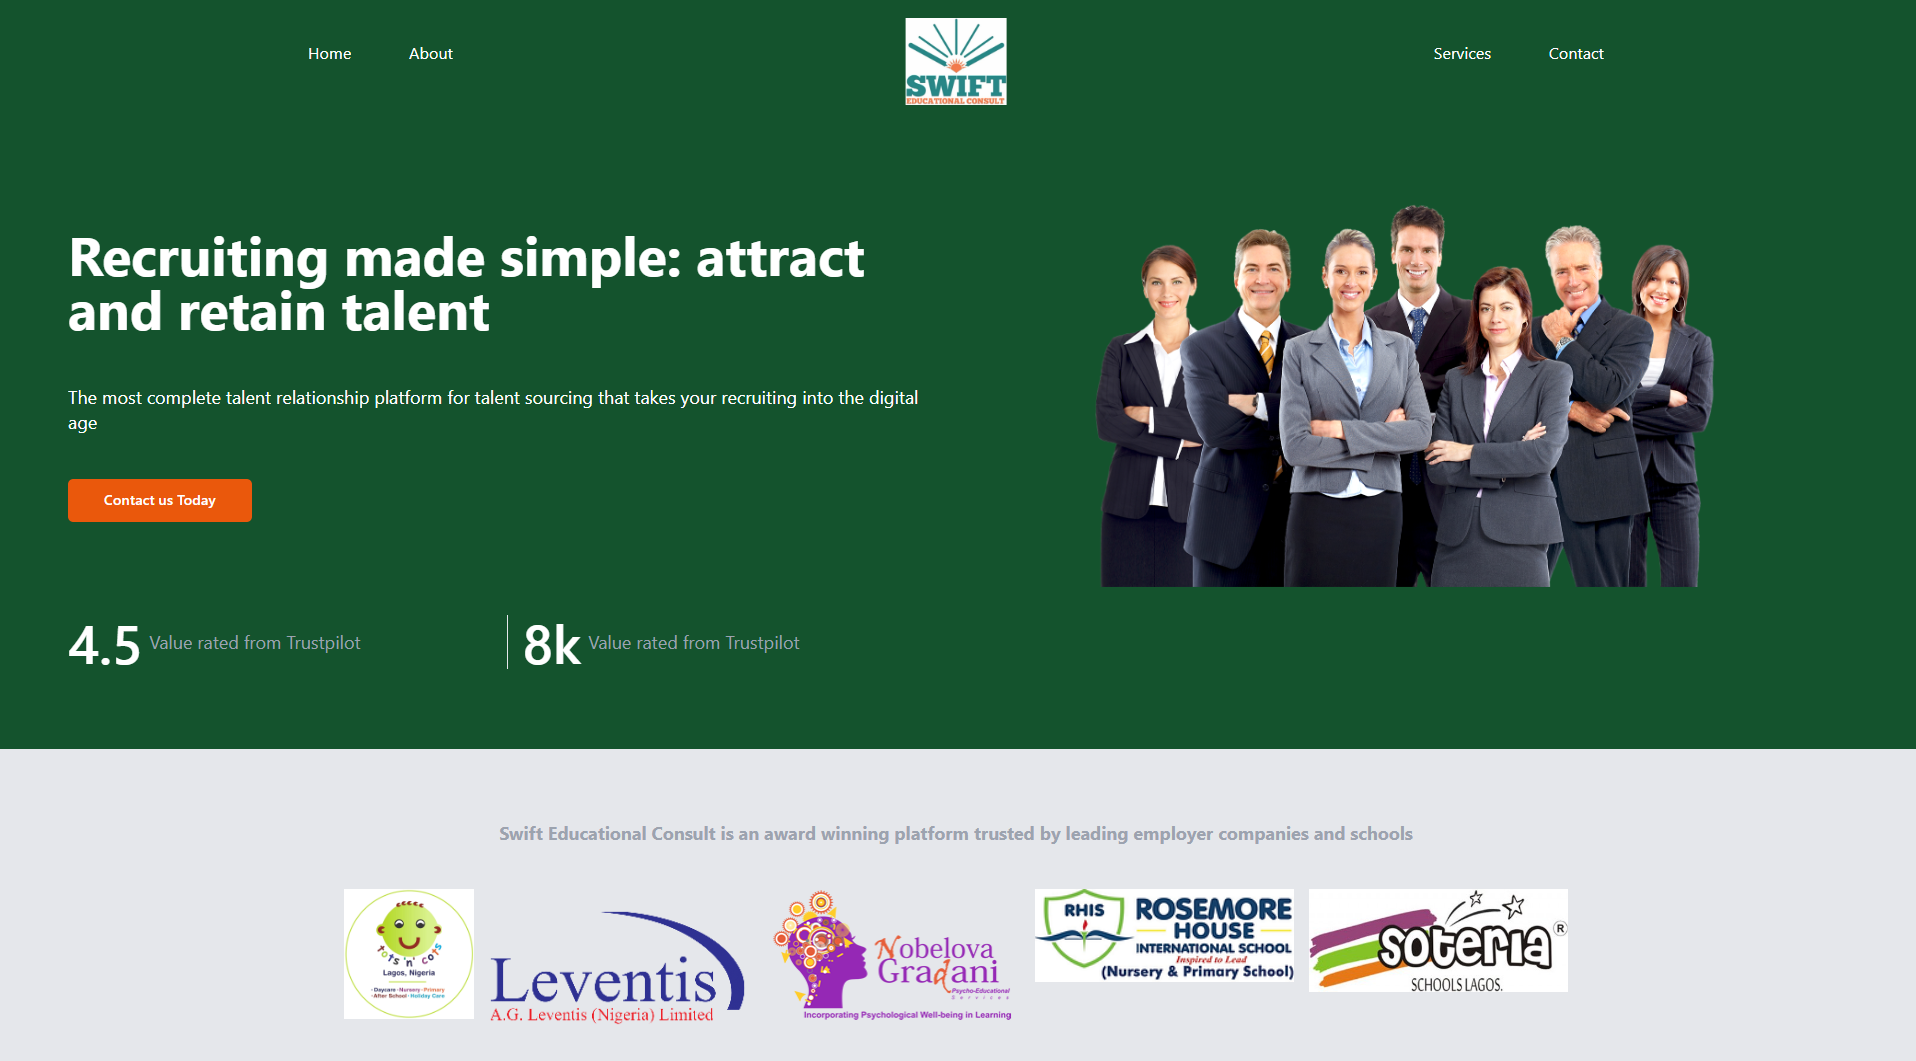 Home
About
SWIFT
EDUCATIONAL CONSULT
Services
Contact
Recruiting made simple: attract
and retain talent
The most complete talent relationship platform for talent sourcing that takes your recruiting into the digital
age
Contact us Today
4.5 Value rated from Trustpilot
8k Value rated from Trustpilot
Swift Educational Consult is an award winning platform trusted by leading employer companies and schools
tots 'n' cots
Lagos, Nigeria
-Daycare -Nursery -Primary
-After School -Holiday Care
Leventis
A.G. Leventis (Nigeria) Limited
Nobelova
Gradani
Psycho-Educational
Services
Incorporating Psychological Well-being in Learning
RHIS
ROSEMORE
HOUSE
INTERNATIONAL SCHOOL
Inspired to Lead
(Nursery & Primary School)
soteria ®
SCHOOLS LAGOS.